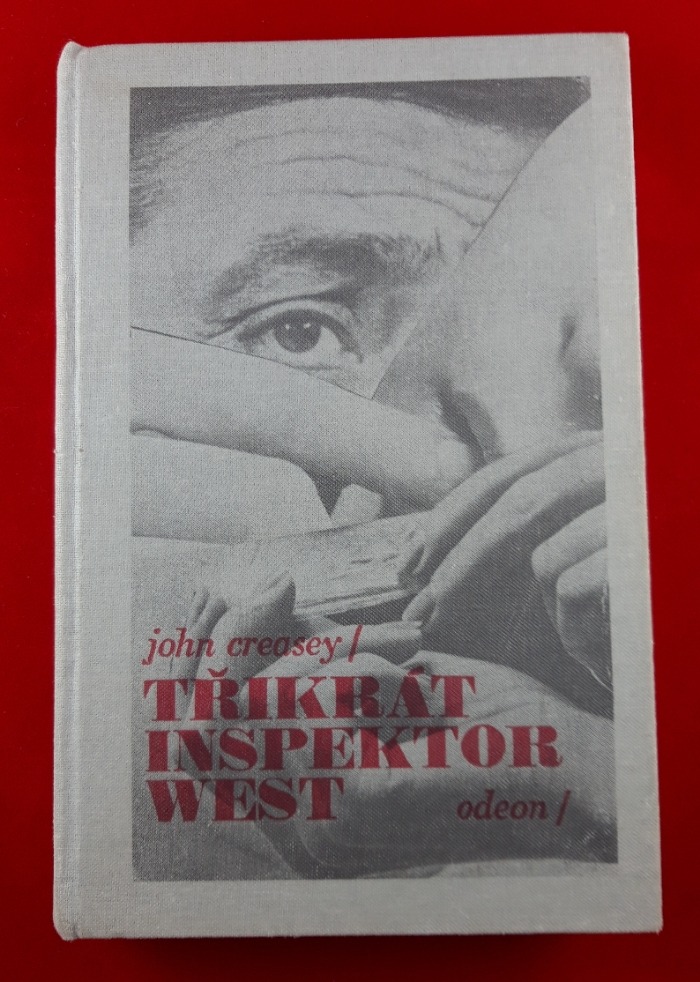 john creasey /
TŘIKRÁT
INSPEKTOR
WEST
odeon /